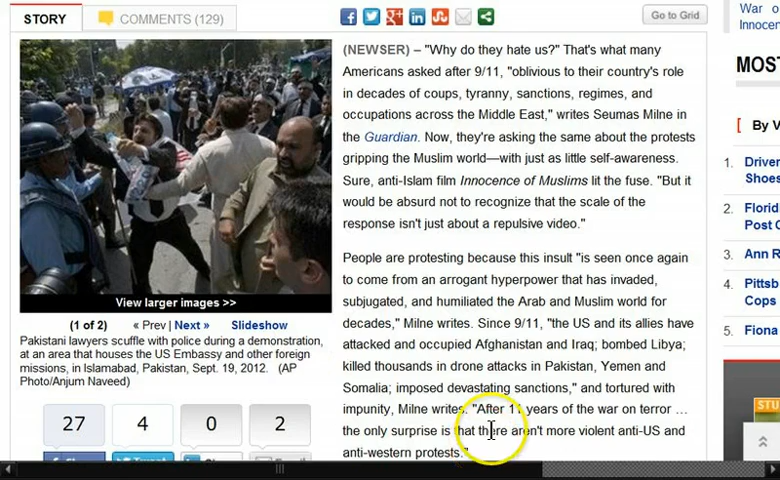 STORY
COMMENTS (129)
Go to Grid
(NEWSER) – "Why do they hate us?" That's what many
Americans asked after 9/11, "oblivious to their country's role
in decades of coups, tyranny, sanctions, regimes, and
occupations across the Middle East," writes Seumas Milne in
the Guardian. Now, they're asking the same about the protests
gripping the Muslim world—with just as little self-awareness.
Sure, anti-Islam film Innocence of Muslims lit the fuse. "But it
would be absurd not to recognize that the scale of the
response isn't just about a repulsive video."
People are protesting because this insult "is seen once again
to come from an arrogant hyperpower that has invaded,
subjugated, and humiliated the Arab and Muslim world for
decades," Milne writes. Since 9/11, "the US and its allies have
attacked and occupied Afghanistan and Iraq; bombed Libya;
killed thousands in drone attacks in Pakistan, Yemen and
Somalia; imposed devastating sanctions," and tortured with
impunity, Milne writes. "After 11 years of the war on terror …
the only surprise is that there aren't more violent anti-US and
anti-western protests."
View larger images >>
(1 of 2) « Prev | Next » Slideshow
Pakistani lawyers scuffle with police during a demonstration,
at an area that houses the US Embassy and other foreign
missions, in Islamabad, Pakistan, Sept. 19, 2012. (AP
Photo/Anjum Naveed)
27 4 0 2
War o
Innocen
MOST
By V
1. Driver
Shoes
2. Florid
Post C
3. Ann R
4. Pittsb
Pot C
5. Fiona
STU